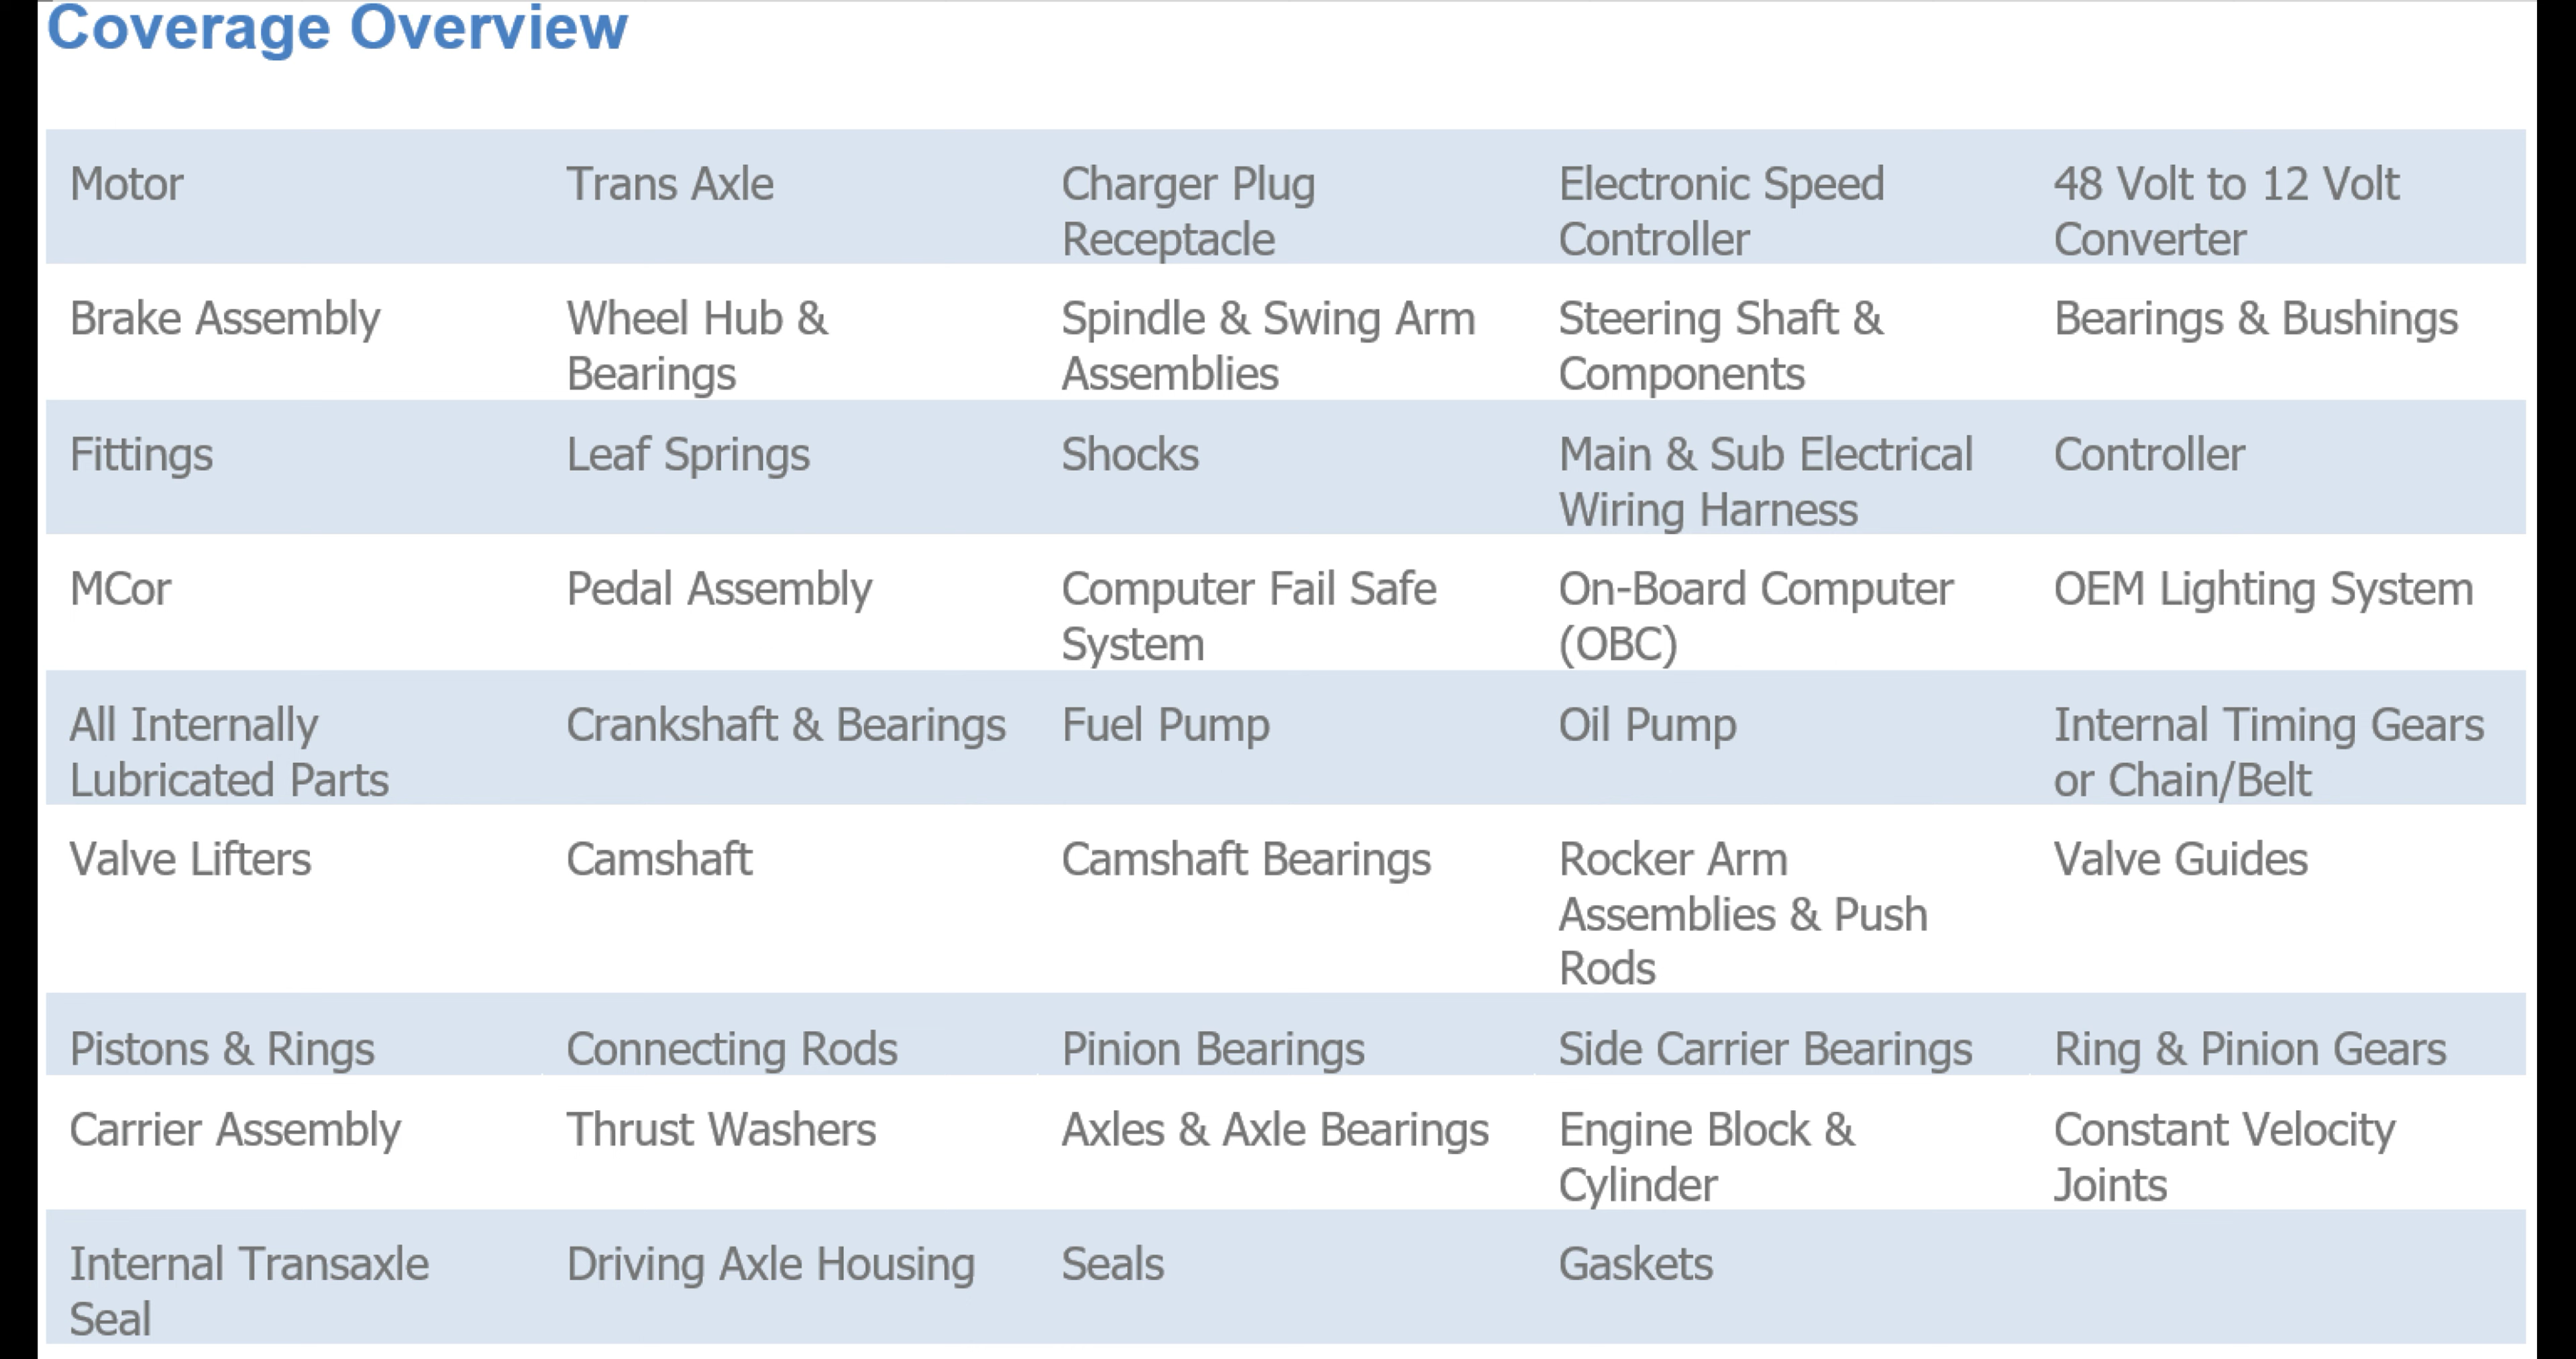 Coverage Overview
Motor
Trans Axle
Charger Plug
Receptacle
Electronic Speed
Controller
48 Volt to 12 Volt
Converter
Brake Assembly
Wheel Hub &
Bearings
Spindle & Swing Arm
Assemblies
Steering Shaft &
Components
Bearings & Bushings
Fittings
Leaf Springs
Shocks
Main & Sub Electrical
Wiring Harness
Controller
MCor
Pedal Assembly
Computer Fail Safe
System
On-Board Computer
(OBC)
OEM Lighting System
All Internally
Lubricated Parts
Crankshaft & Bearings
Fuel Pump
Oil Pump
Internal Timing Gears
or Chain/Belt
Valve Lifters
Camshaft
Camshaft Bearings
Rocker Arm
Assemblies & Push
Rods
Valve Guides
Pistons & Rings
Connecting Rods
Pinion Bearings
Side Carrier Bearings
Ring & Pinion Gears
Carrier Assembly
Thrust Washers
Axles & Axle Bearings
Engine Block &
Cylinder
Constant Velocity
Joints
Internal Transaxle
Seal
Driving Axle Housing
Seals
Gaskets